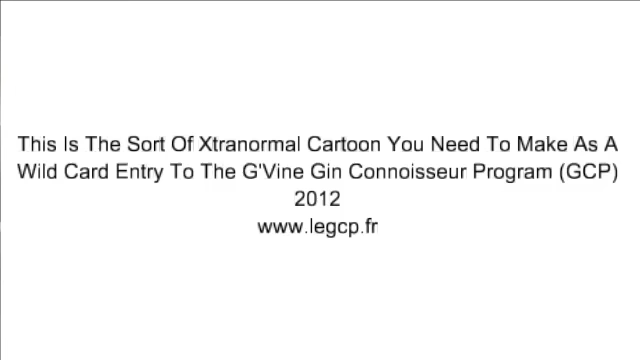 This Is The Sort Of Xtranormal Cartoon You Need To Make As A
Wild Card Entry To The G'Vine Gin Connoisseur Program (GCP)
2012
www.legcp.fr